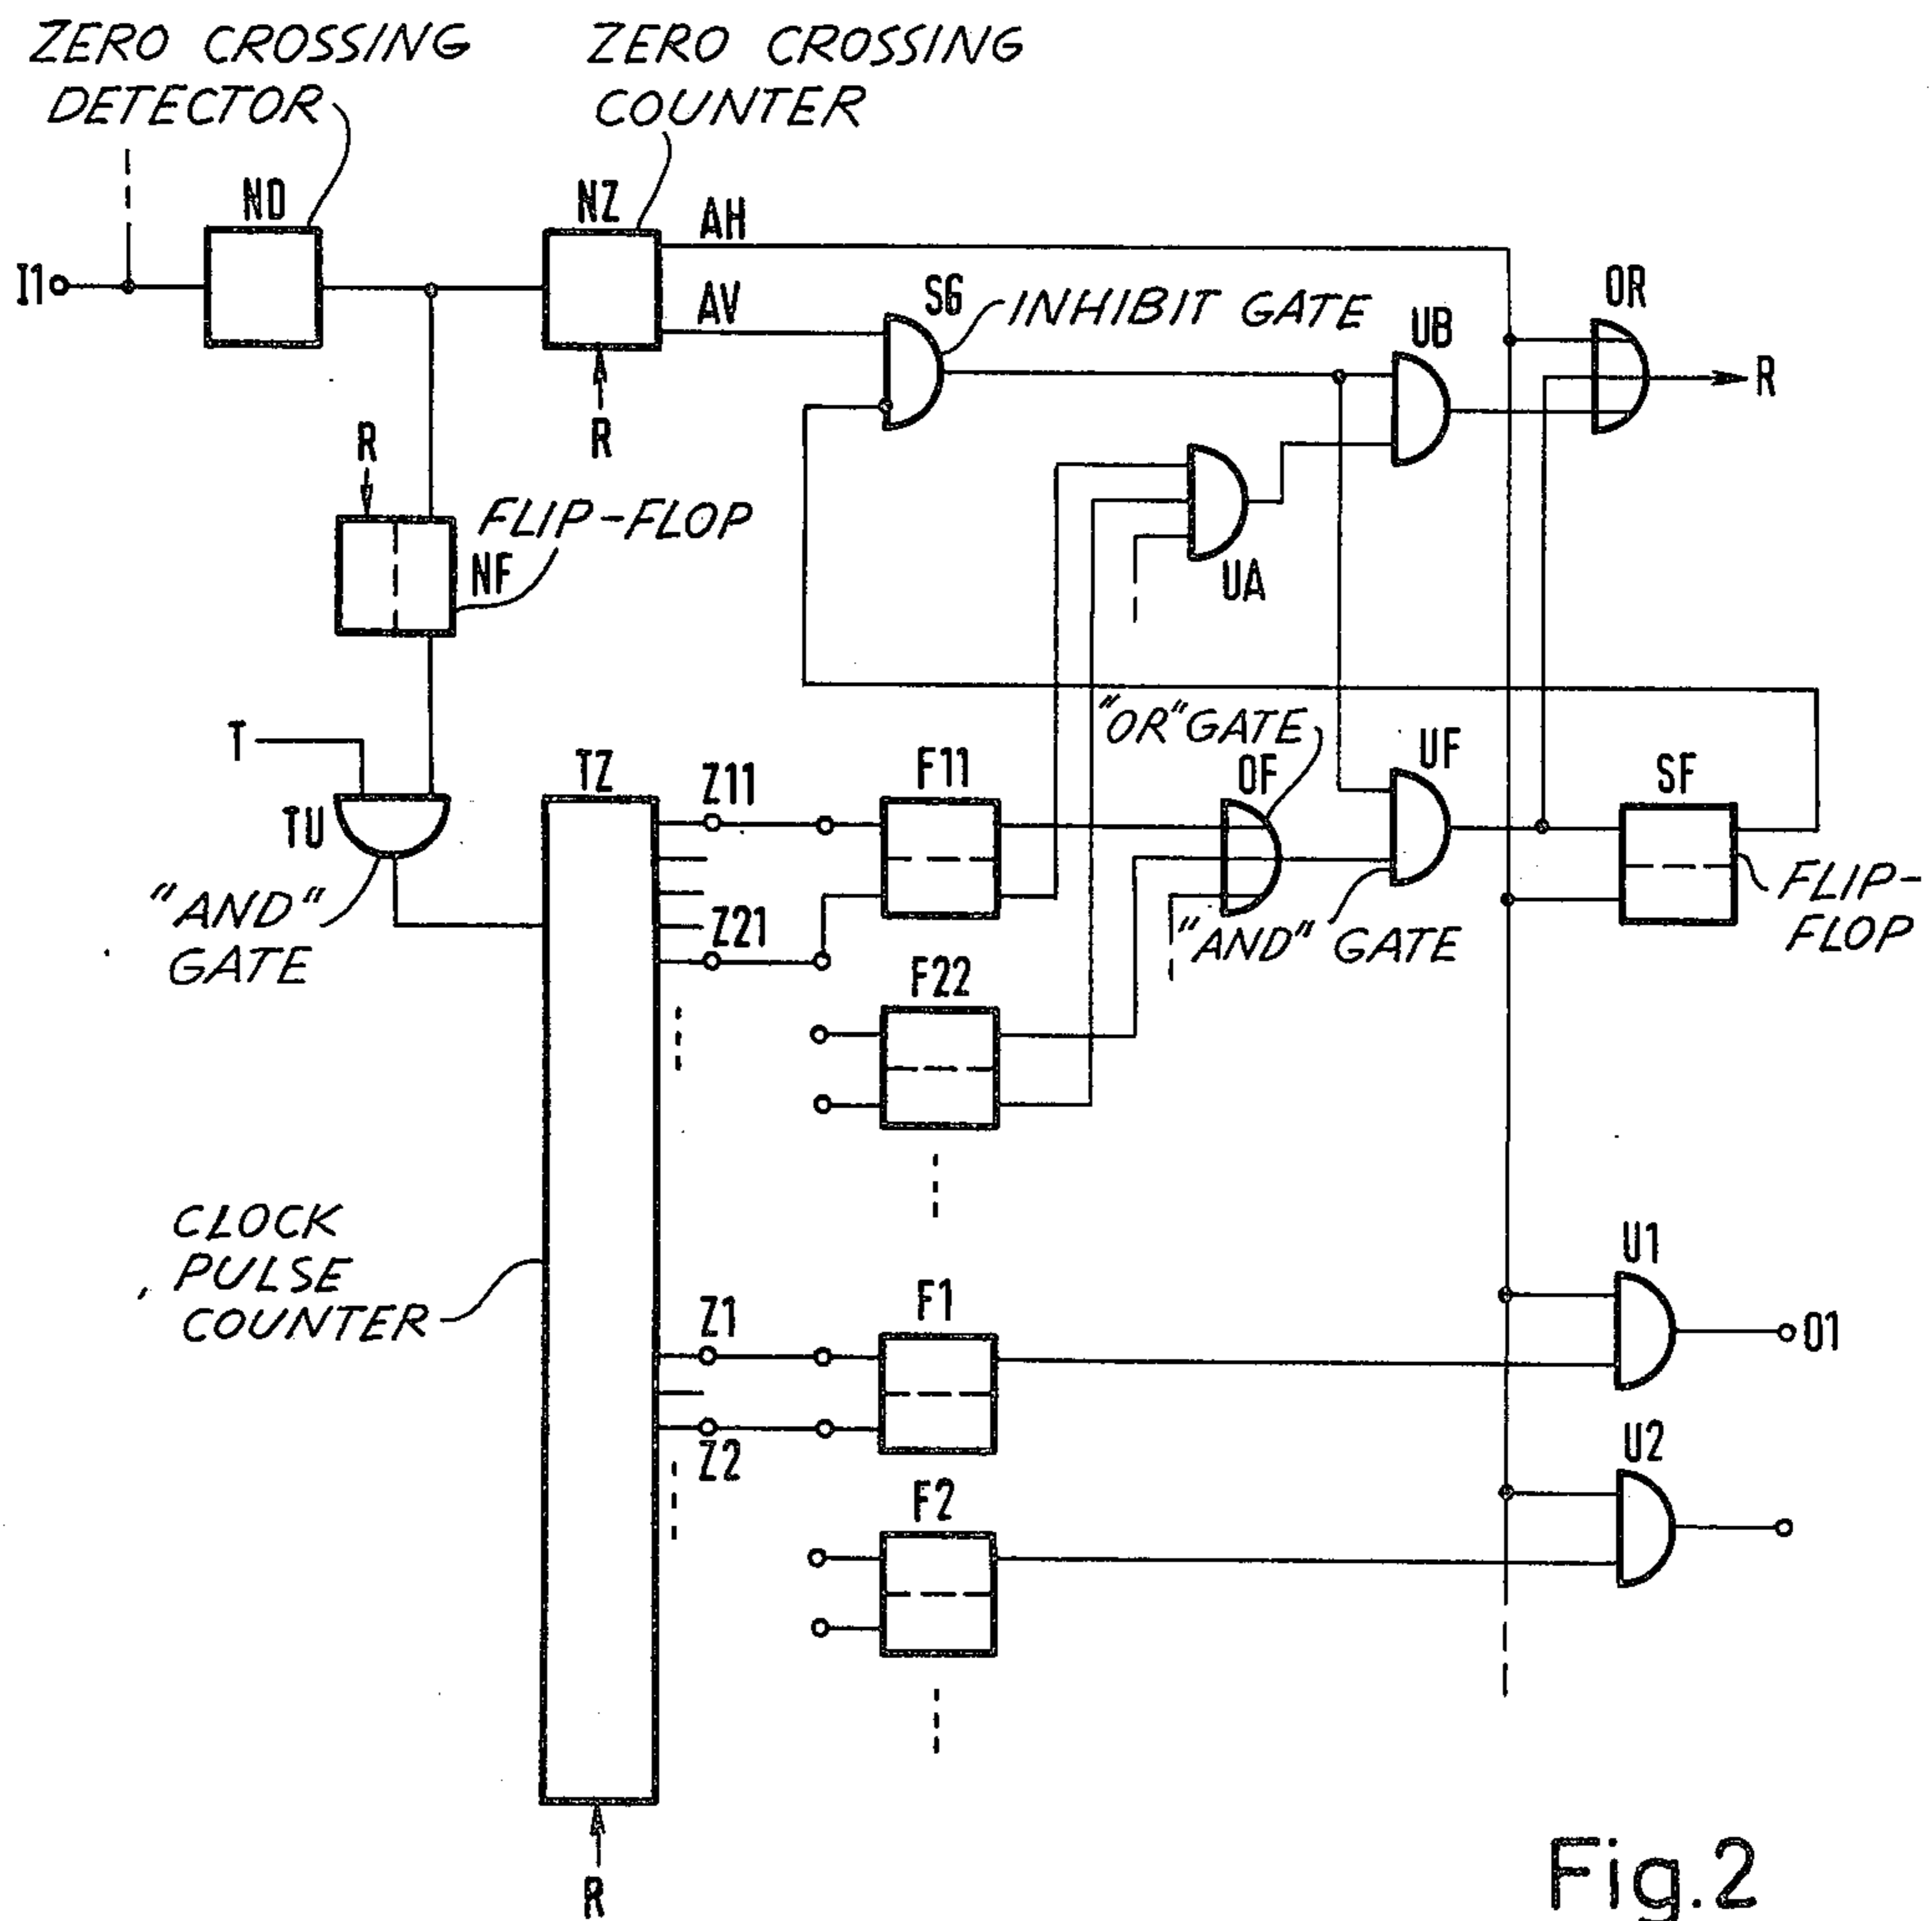 ZERO CROSSING
DETECTOR
ZERO CROSSING
COUNTER
ND
NZ
AH
AV
I1
SG
INHIBIT GATE
UB
OR
R
R
R
FLIP-FLOP
NF
UA
T
TU
"AND"
GATE
TZ
Z11
F11
"OR" GATE
OF
UF
SF
FLIP-
FLOP
Z21
"AND" GATE
F22
CLOCK
PULSE
COUNTER
Z1
F1
U1
O1
Z2
F2
U2
R
Fig.2